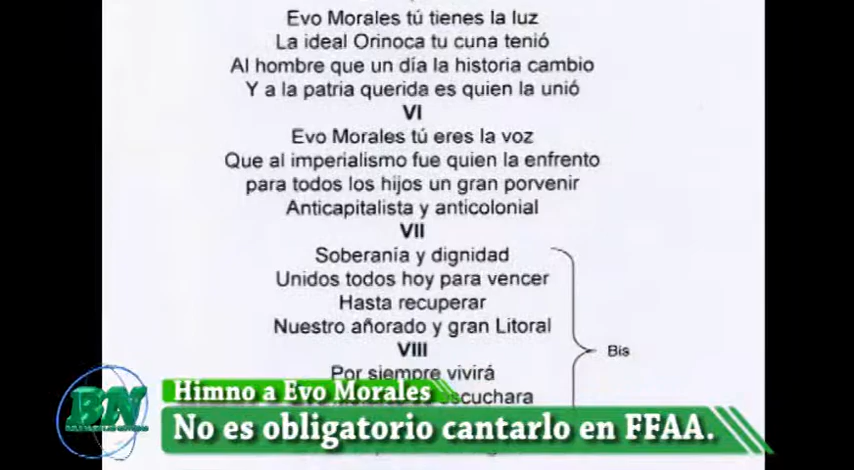 Evo Morales tú tienes la luz
La ideal Orinoca tu cuna tenió
Al hombre que un día la historia cambio
Y a la patria querida es quien la unió
VI
Evo Morales tú eres la voz
Que al imperialismo fue quien la enfrento
para todos los hijos un gran porvenir
Anticapitalista y anticolonial
VII
Soberanía y dignidad
Unidos todos hoy para vencer
Hasta recuperar
Nuestro añorado y gran Litoral
Bis
VIII
Por siempre vivirá
escuchara
BN
Himno a Evo Morales
No es obligatorio cantarlo en FFAA.